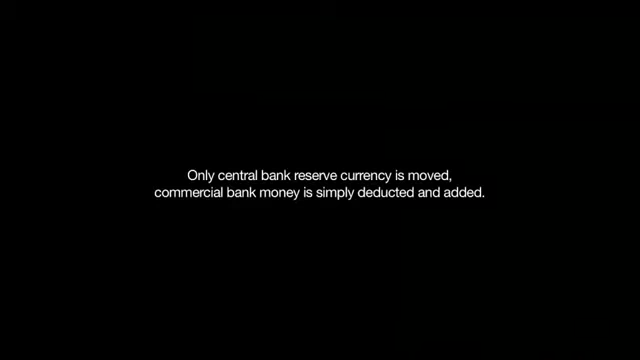 Only central bank reserve currency is moved,
commercial bank money is simply deducted and added.